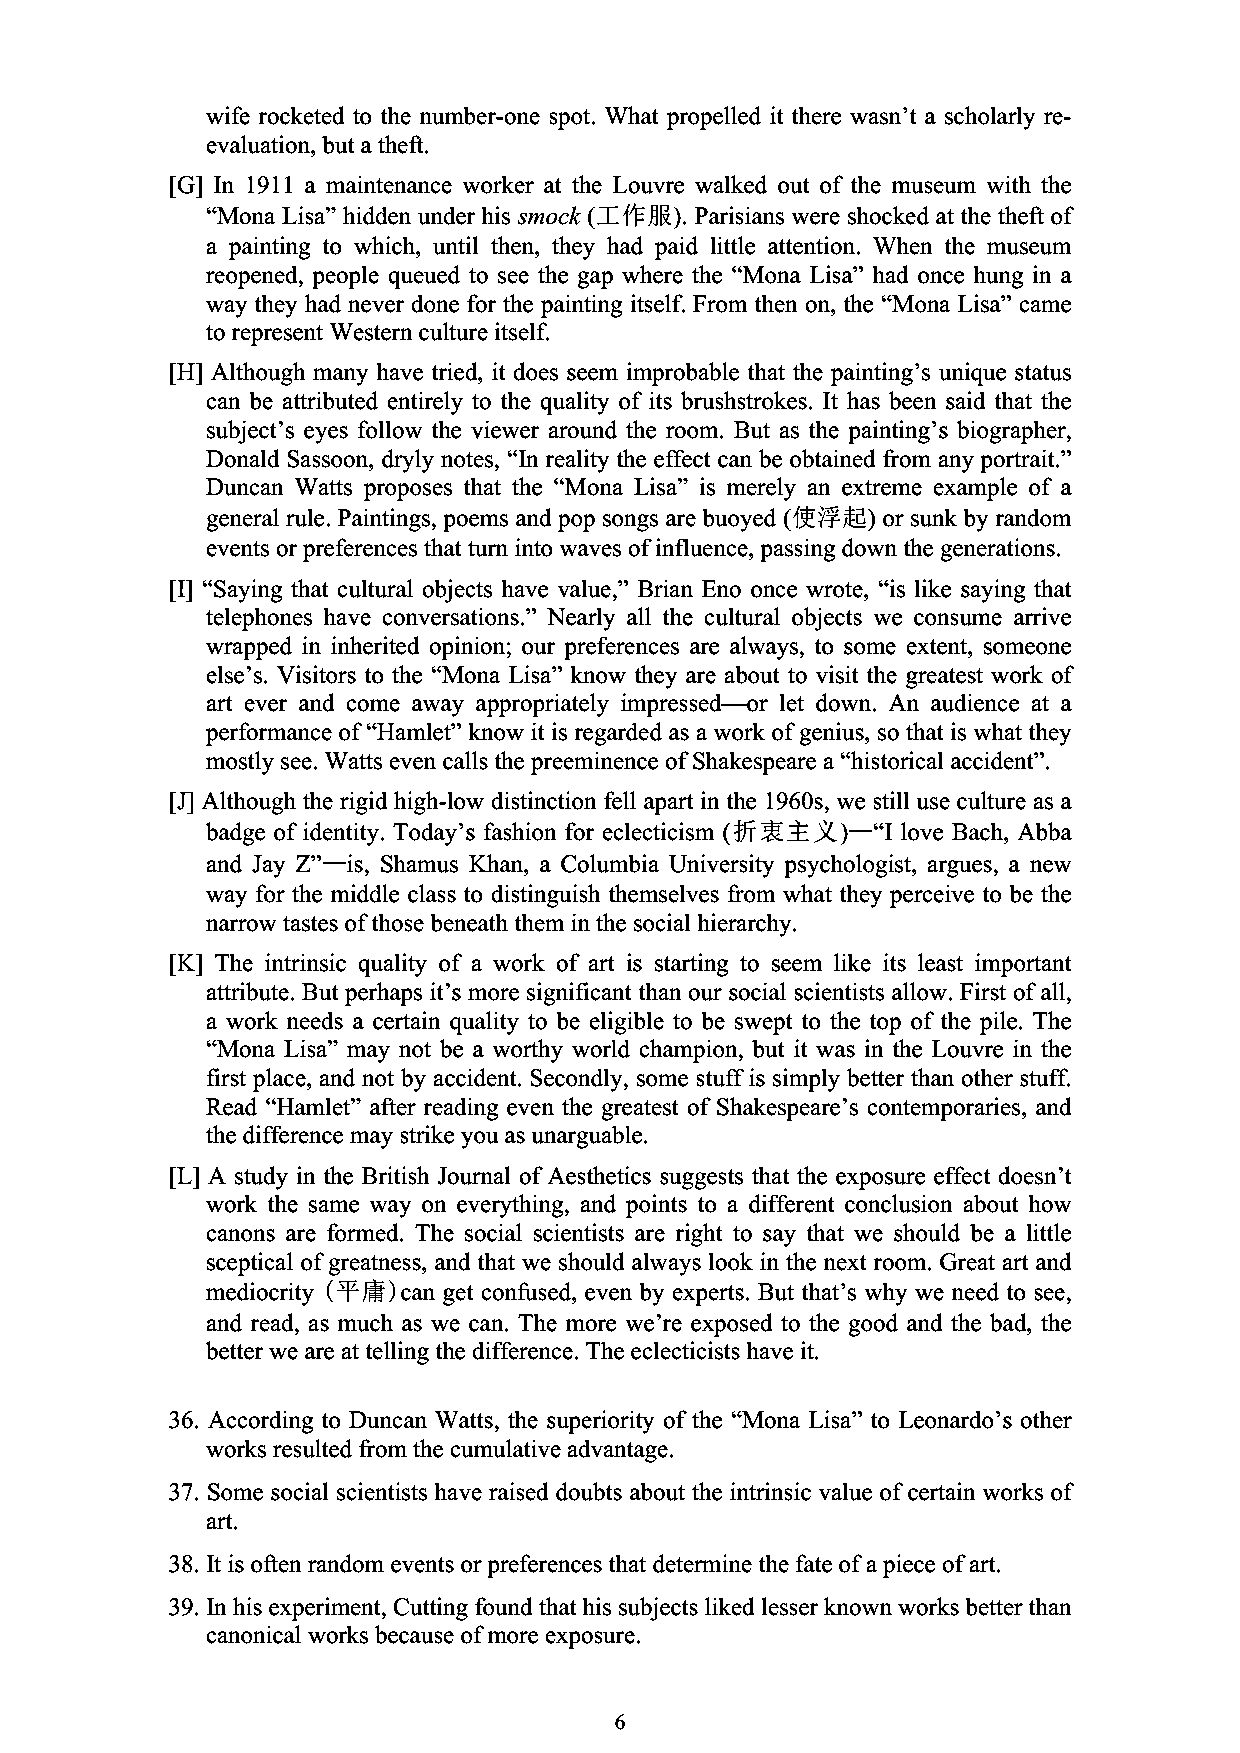 wife rocketed to the number-one spot. What propelled it there wasn’t a scholarly re-
evaluation, but a theft.
[G] In 1911 a maintenance worker at the Louvre walked out of the museum with the
“Mona Lisa” hidden under his smock (工作服). Parisians were shocked at the theft of
a painting to which, until then, they had paid little attention. When the museum
reopened, people queued to see the gap where the “Mona Lisa” had once hung in a
way they had never done for the painting itself. From then on, the “Mona Lisa” came
to represent Western culture itself.
[H] Although many have tried, it does seem improbable that the painting’s unique status
can be attributed entirely to the quality of its brushstrokes. It has been said that the
subject’s eyes follow the viewer around the room. But as the painting’s biographer,
Donald Sassoon, dryly notes, “In reality the effect can be obtained from any portrait.”
Duncan Watts proposes that the “Mona Lisa” is merely an extreme example of a
general rule. Paintings, poems and pop songs are buoyed (使浮起) or sunk by random
events or preferences that turn into waves of influence, passing down the generations.
[I] “Saying that cultural objects have value,” Brian Eno once wrote, “is like saying that
telephones have conversations.” Nearly all the cultural objects we consume arrive
wrapped in inherited opinion; our preferences are always, to some extent, someone
else’s. Visitors to the “Mona Lisa” know they are about to visit the greatest work of
art ever and come away appropriately impressed—or let down. An audience at a
performance of “Hamlet” know it is regarded as a work of genius, so that is what they
mostly see. Watts even calls the preeminence of Shakespeare a “historical accident”.
[J] Although the rigid high-low distinction fell apart in the 1960s, we still use culture as a
badge of identity. Today’s fashion for eclecticism (折衷主义)—“I love Bach, Abba
and Jay Z”—is, Shamus Khan, a Columbia University psychologist, argues, a new
way for the middle class to distinguish themselves from what they perceive to be the
narrow tastes of those beneath them in the social hierarchy.
[K] The intrinsic quality of a work of art is starting to seem like its least important
attribute. But perhaps it’s more significant than our social scientists allow. First of all,
a work needs a certain quality to be eligible to be swept to the top of the pile. The
“Mona Lisa” may not be a worthy world champion, but it was in the Louvre in the
first place, and not by accident. Secondly, some stuff is simply better than other stuff.
Read “Hamlet” after reading even the greatest of Shakespeare’s contemporaries, and
the difference may strike you as unarguable.
[L] A study in the British Journal of Aesthetics suggests that the exposure effect doesn’t
work the same way on everything, and points to a different conclusion about how
canons are formed. The social scientists are right to say that we should be a little
sceptical of greatness, and that we should always look in the next room. Great art and
mediocrity（平庸）can get confused, even by experts. But that’s why we need to see,
and read, as much as we can. The more we’re exposed to the good and the bad, the
better we are at telling the difference. The eclecticists have it.
36. According to Duncan Watts, the superiority of the “Mona Lisa” to Leonardo’s other
works resulted from the cumulative advantage.
37. Some social scientists have raised doubts about the intrinsic value of certain works of
art.
38. It is often random events or preferences that determine the fate of a piece of art.
39. In his experiment, Cutting found that his subjects liked lesser known works better than
canonical works because of more exposure.
6